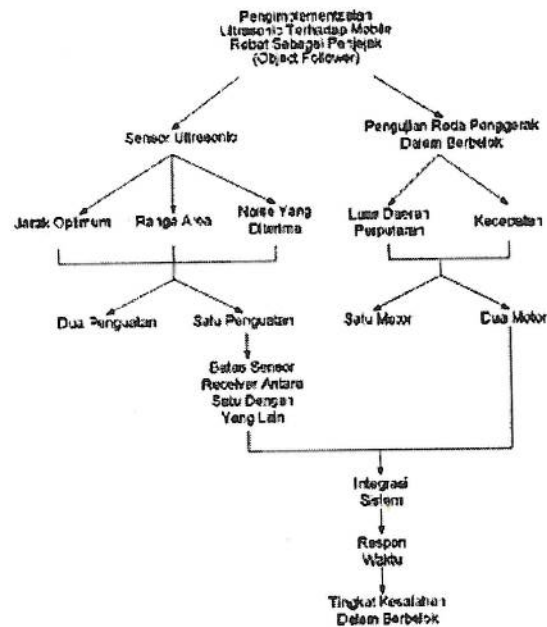 Pengimplementasian
Ultrasonic Terhadap Mobile
Robot Sebagai Penjejak
(Object Follower)
Sensor Ultrasonic
Pengujian Roda Penggerak
Dalam Berbelok
Jarak Optimum
Range Area
Noise Yang
Diterima
Luas Daerah
Perputaran
Kecepatan
Dua Penguatan
Satu Penguatan
Satu Motor
Dua Motor
Batas Sensor
Receiver Antara
Satu Dengan
Yang Lain
Integrasi
Sistem
Respon
Waktu
Tingkat Kesalahan
Dalam Berbelok